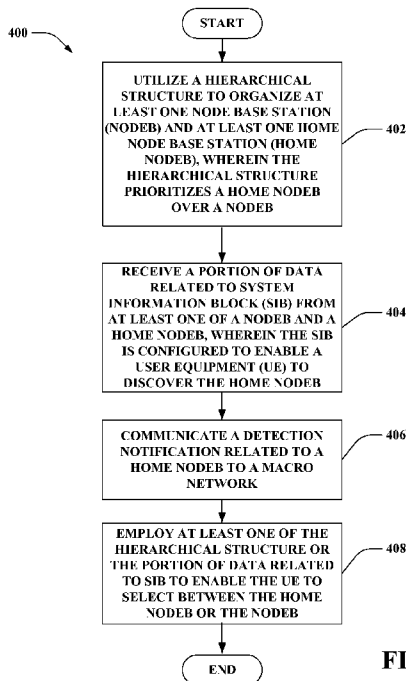 START
400
UTILIZE A HIERARCHICAL
STRUCTURE TO ORGANIZE AT
LEAST ONE NODE BASE STATION
(NODEB) AND AT LEAST ONE HOME
NODE BASE STATION (HOME
NODEB), WHEREIN THE
HIERARCHICAL STRUCTURE
PRIORITIZES A HOME NODEB
OVER A NODEB
402
RECEIVE A PORTION OF DATA
RELATED TO SYSTEM
INFORMATION BLOCK (SIB) FROM
AT LEAST ONE OF A NODEB AND A
HOME NODEB, WHEREIN THE SIB
IS CONFIGURED TO ENABLE A
USER EQUIPMENT (UE) TO
DISCOVER THE HOME NODEB
404
COMMUNICATE A DETECTION
NOTIFICATION RELATED TO A
HOME NODEB TO A MACRO
NETWORK
406
EMPLOY AT LEAST ONE OF THE
HIERARCHICAL STRUCTURE OR
THE PORTION OF DATA RELATED
TO SIB TO ENABLE THE UE TO
SELECT BETWEEN THE HOME
NODEB OR THE NODEB
408
END
FI